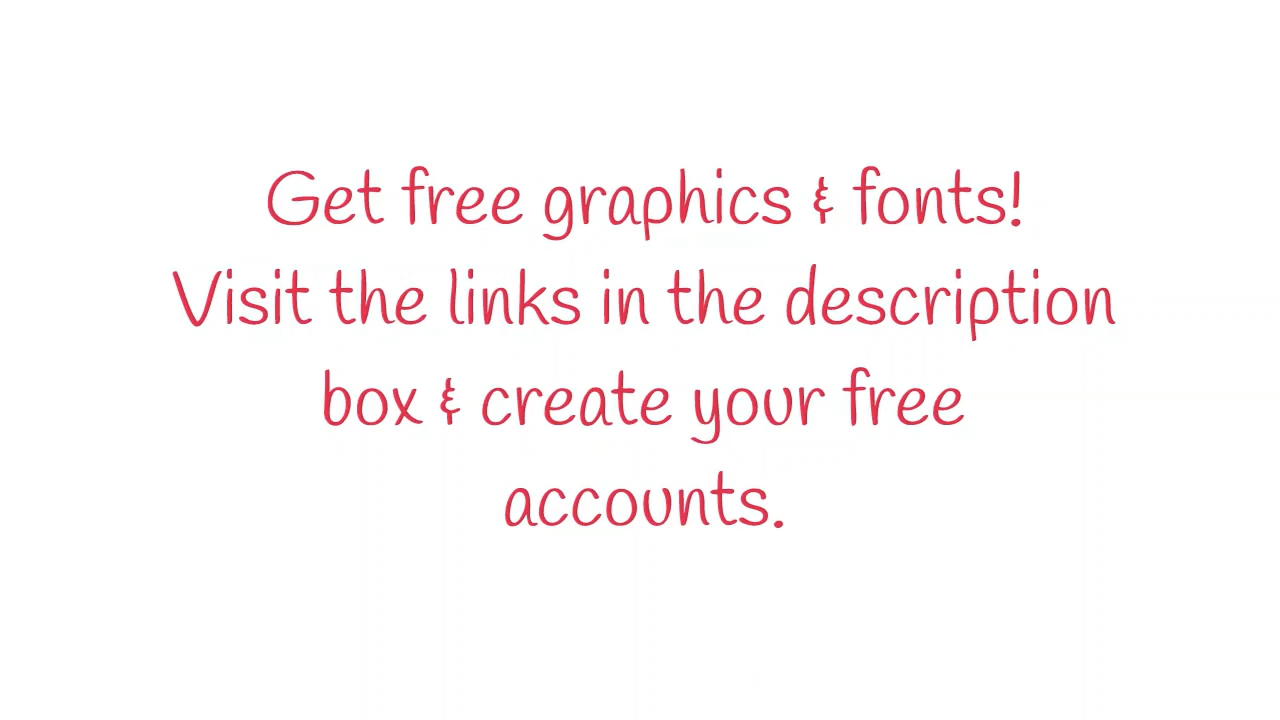 Get free graphics & fonts!
Visit the links in the description
box & create your free
accounts.